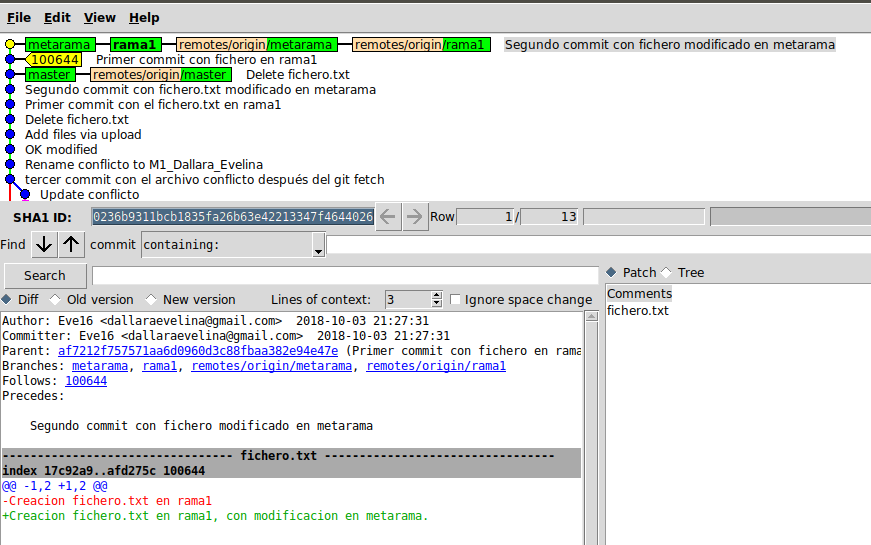 File Edit View Help
metarama rama1 remotes/origin/metarama remotes/origin/rama1 Segundo commit con fichero modificado en metarama
100644 Primer commit con fichero en rama1
master remotes/origin/master Delete fichero.txt
Segundo commit con fichero.txt modificado en metarama
Primer commit con el fichero.txt en rama1
Delete fichero.txt
Add files via upload
OK modified
Rename conflicto to M1_Dallara_Evelina
tercer commit con el archivo conflicto después del git fetch
Update conflicto
SHA1 ID: 0236b9311bcb1835fa26b63e42213347f4644026 Row 1 / 13
Find commit containing:
Search
Diff Old version New version Lines of context: 3 Ignore space change
Patch Tree
Comments
fichero.txt
Author: Eve16 <dallaraevelina@gmail.com> 2018-10-03 21:27:31
Committer: Eve16 <dallaraevelina@gmail.com> 2018-10-03 21:27:31
Parent: af7212f757571aa6d0960d3c88fbaa382e94e47e (Primer commit con fichero en rama
Branches: metarama, rama1, remotes/origin/metarama, remotes/origin/rama1
Follows: 100644
Precedes:
Segundo commit con fichero modificado en metarama
-------------------------------- fichero.txt --------------------------------
index 17c92a9..afd275c 100644
@@ -1,2 +1,2 @@
-Creacion fichero.txt en rama1
+Creacion fichero.txt en rama1, con modificacion en metarama.